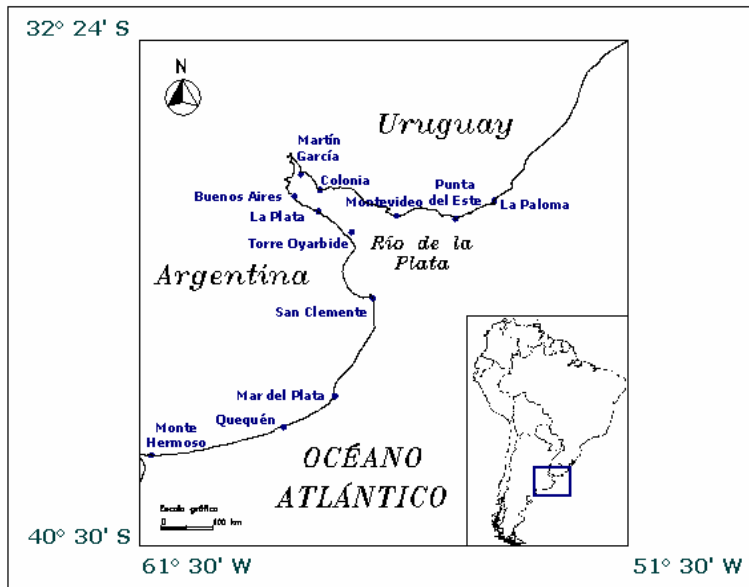 32° 24' S
N
Uruguay
Martín
García
Colonia
Punta
del Este
Buenos Aires
Montevideo
La Paloma
La Plata
Torre Oyarbide
Río de la
Plata
Argentina
San Clemente
Mar del Plata
Quequén
Monte
Hermoso
OCÉANO
ATLÁNTICO
Escala gráfica
0 100 km
40° 30' S
61° 30' W
51° 30' W